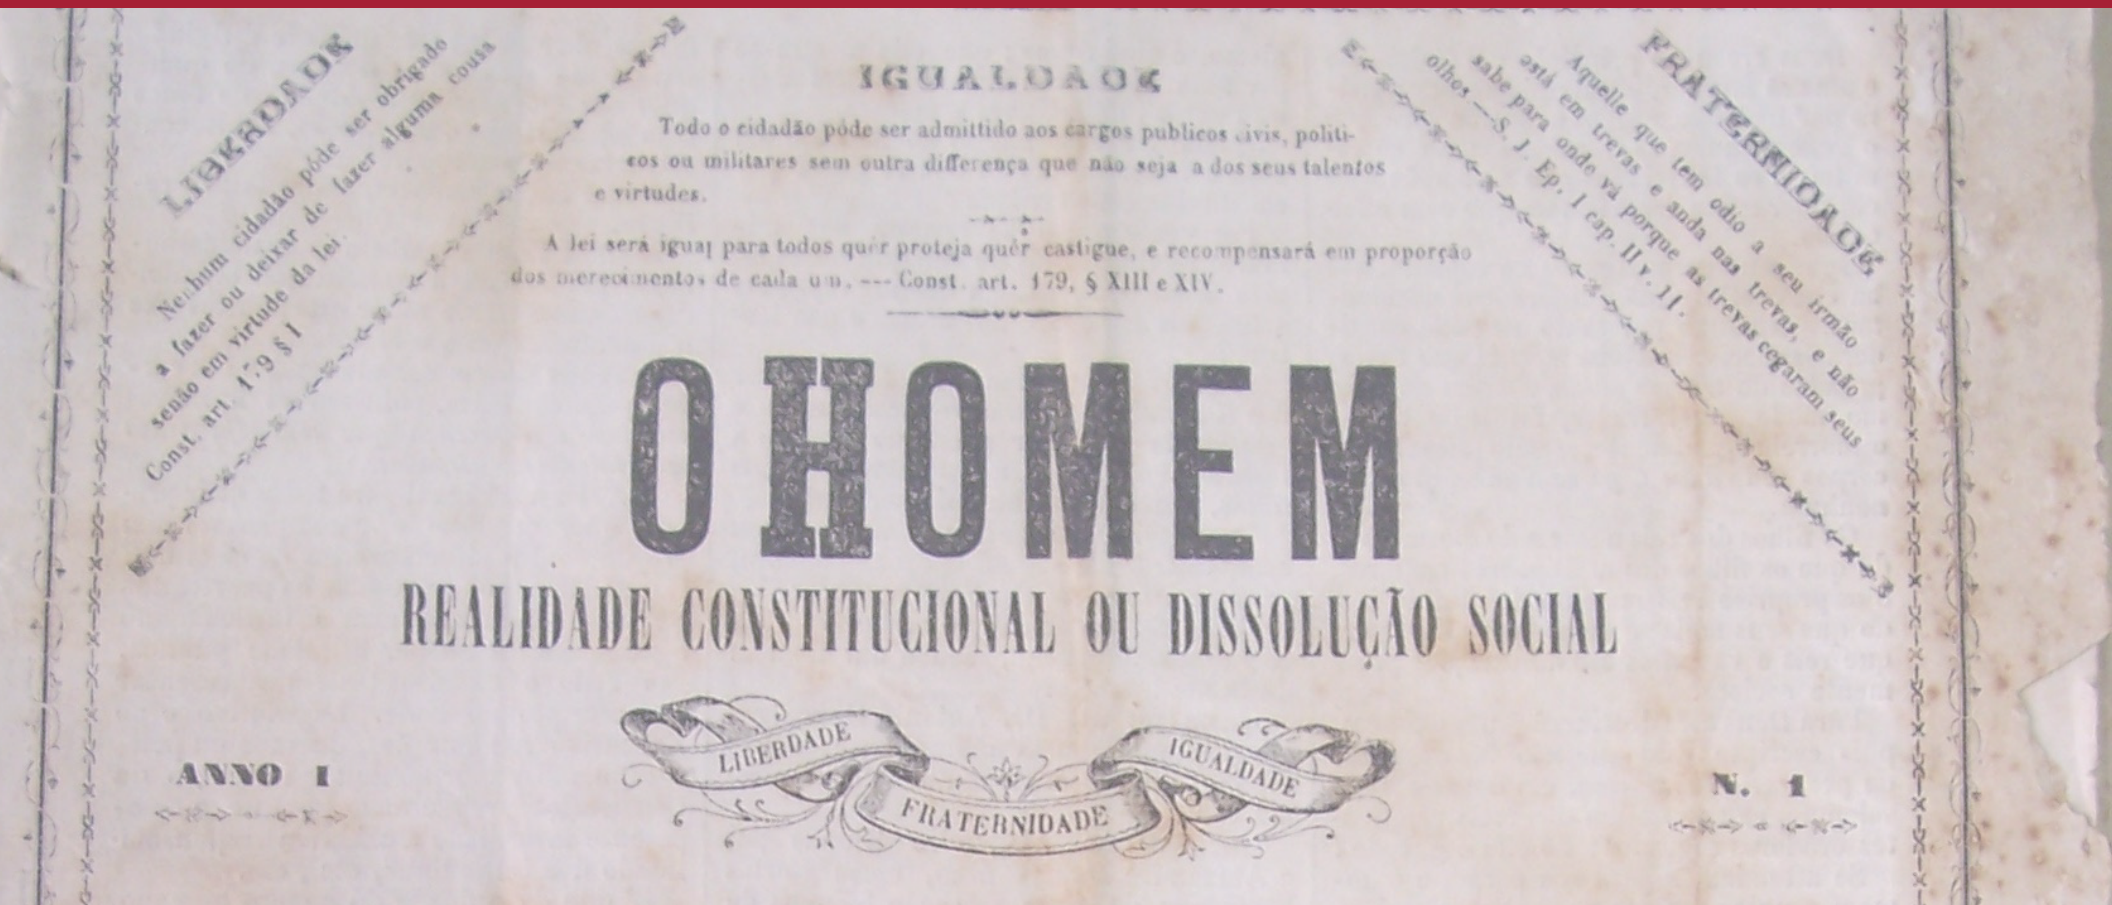 LIBERDADE
Nenhum cidadão póde ser obrigado
a fazer ou deixar de fazer alguma cousa
senão em virtude da lei.
Const. art. 179 § I
IGUALDADE
Todo o cidadão póde ser admittido aos cargos publicos civis, politi-
cos ou militares sem outra differença que não seja a dos seus talentos
e virtudes.
A lei será igual para todos quér proteja quér castigue, e recompensará em proporção
dos merecimentos de cada um. --- Const. art. 179, § XIII e XIV.
FRATERNIDADE
Aquelle que tem odio a seu irmão
está em trevas e anda nas trevas, e não
sabe para onde vá porque as trevas cegaram seus
olhos —S. J. Ep. I cap. II v. 11.
O HOMEM
REALIDADE CONSTITUCIONAL OU DISSOLUÇÃO SOCIAL
LIBERDADE
FRATERNIDADE
IGUALDADE
ANNO I
N. 1